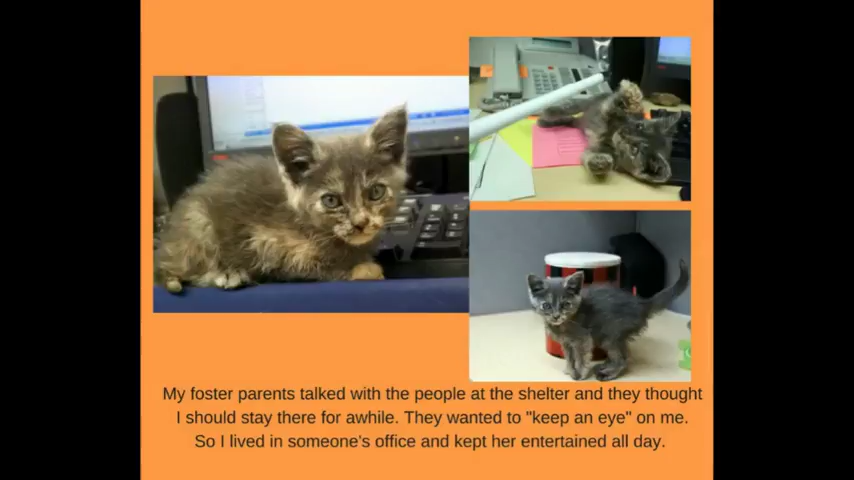 My foster parents talked with the people at the shelter and they thought
I should stay there for awhile. They wanted to "keep an eye" on me.
So I lived in someone's office and kept her entertained all day.